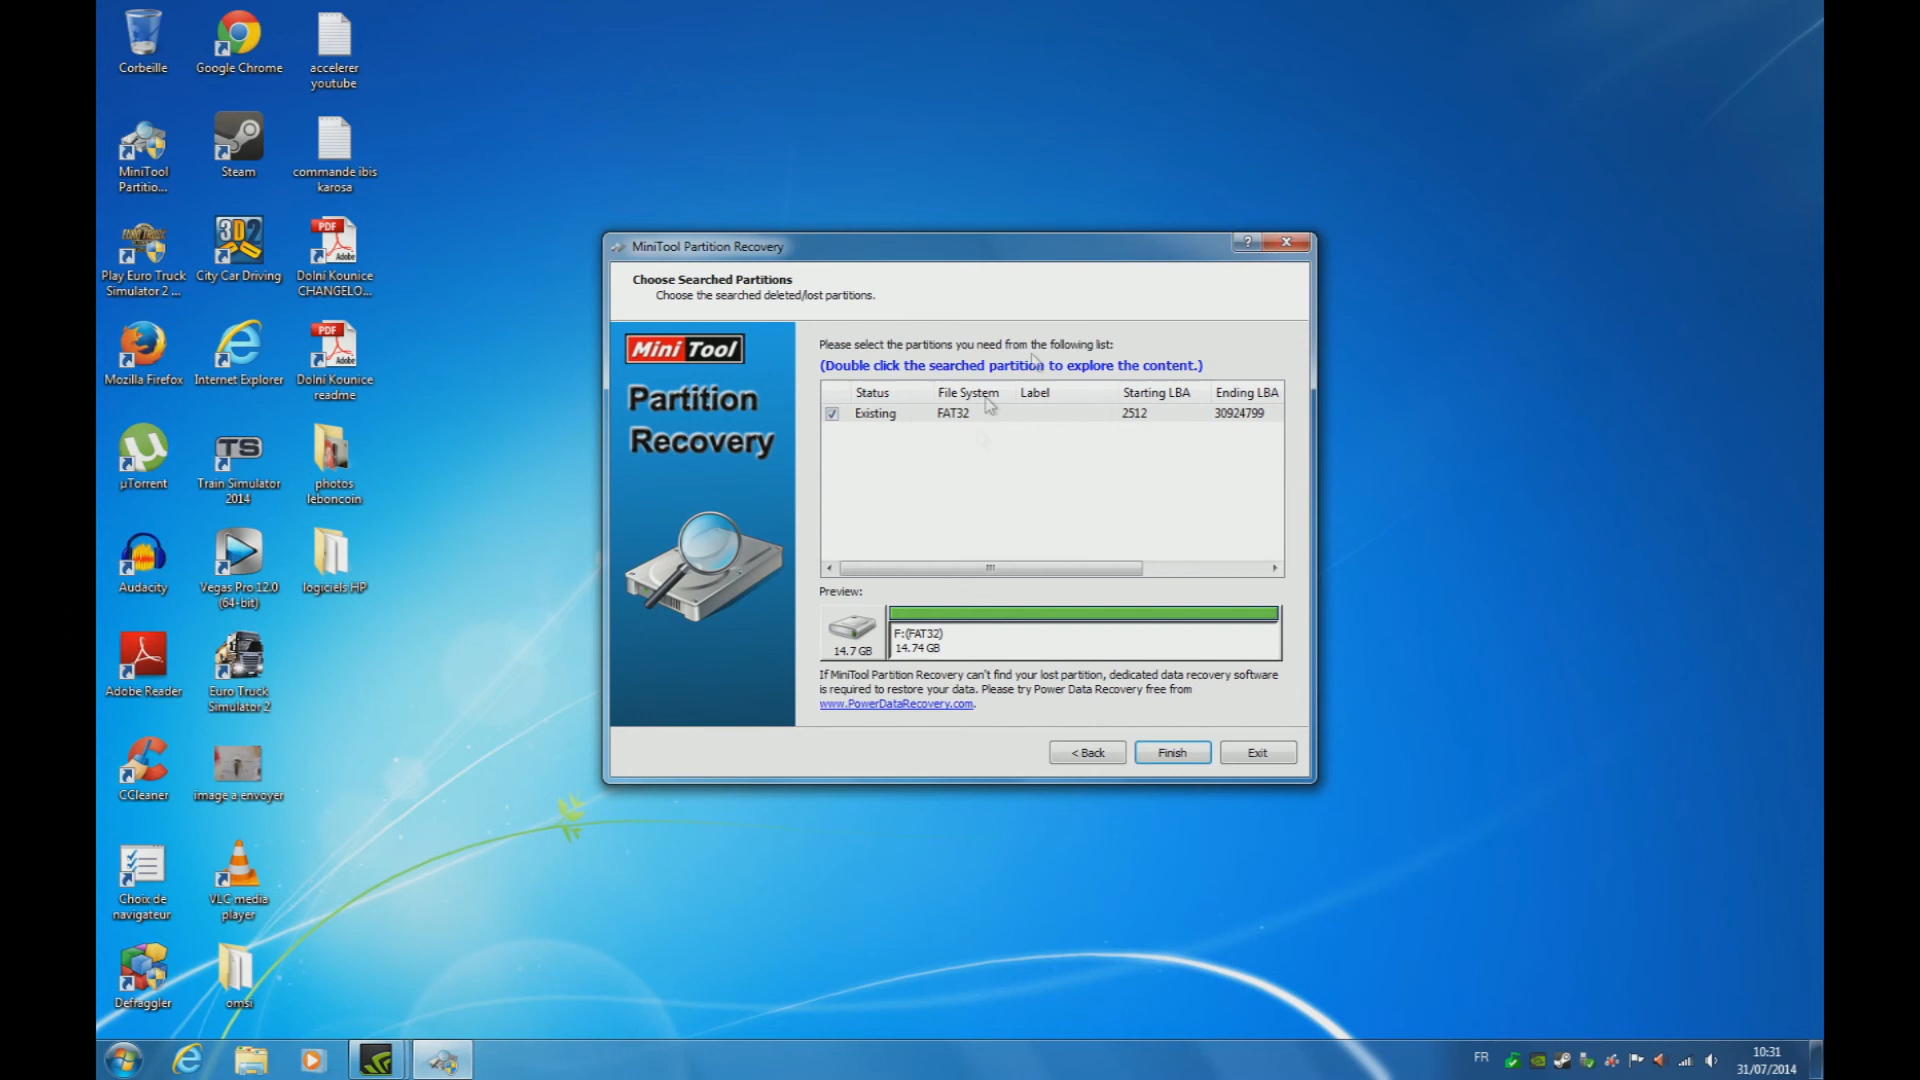 Corbeille
Google Chrome
accelerer
youtube
MiniTool
Partitio...
Steam
commande ibis
karosa
Play Euro Truck
Simulator 2 ...
City Car Driving
Dolní Kounice
CHANGELO...
Mozilla Firefox
Internet Explorer
Dolní Kounice
readme
µTorrent
Train Simulator
2014
photos
leboncoin
Audacity
Vegas Pro 12.0
(64-bit)
logiciels HP
Adobe Reader
Euro Truck
Simulator 2
CCleaner
image a envoyer
Choix de
navigateur
VLC media
player
Defraggler
omsi
3D2
PDF
Adobe
PDF
Adobe
TS
MiniTool Partition Recovery
Choose Searched Partitions
Choose the searched deleted/lost partitions.
Mini Tool
Partition
Recovery
Please select the partitions you need from the following list:
(Double click the searched partition to explore the content.)
Status File System Label Starting LBA Ending LBA
Existing FAT32 2512 30924799
Preview:
14.7 GB
F:(FAT32)
14.74 GB
If MiniTool Partition Recovery can't find your lost partition, dedicated data recovery software
is required to restore your data. Please try Power Data Recovery free from
www.PowerDataRecovery.com.
< Back Finish Exit
FR
10:31
31/07/2014